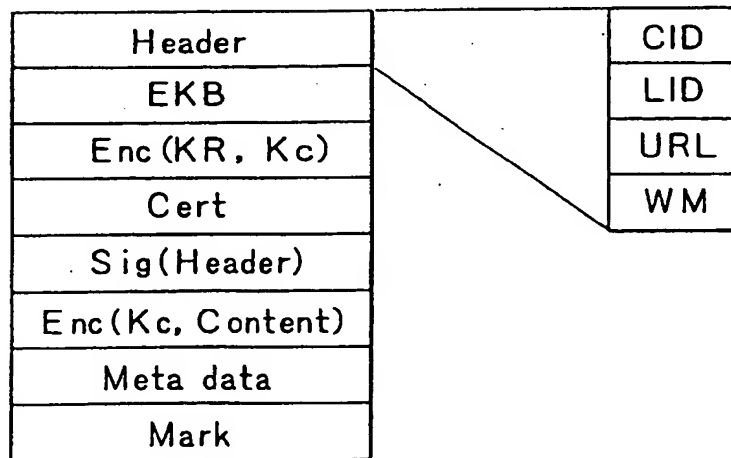 Header
EKB
Enc(KR, Kc)
Cert
Sig(Header)
Enc(Kc, Content)
Meta data
Mark
CID
LID
URL
WM